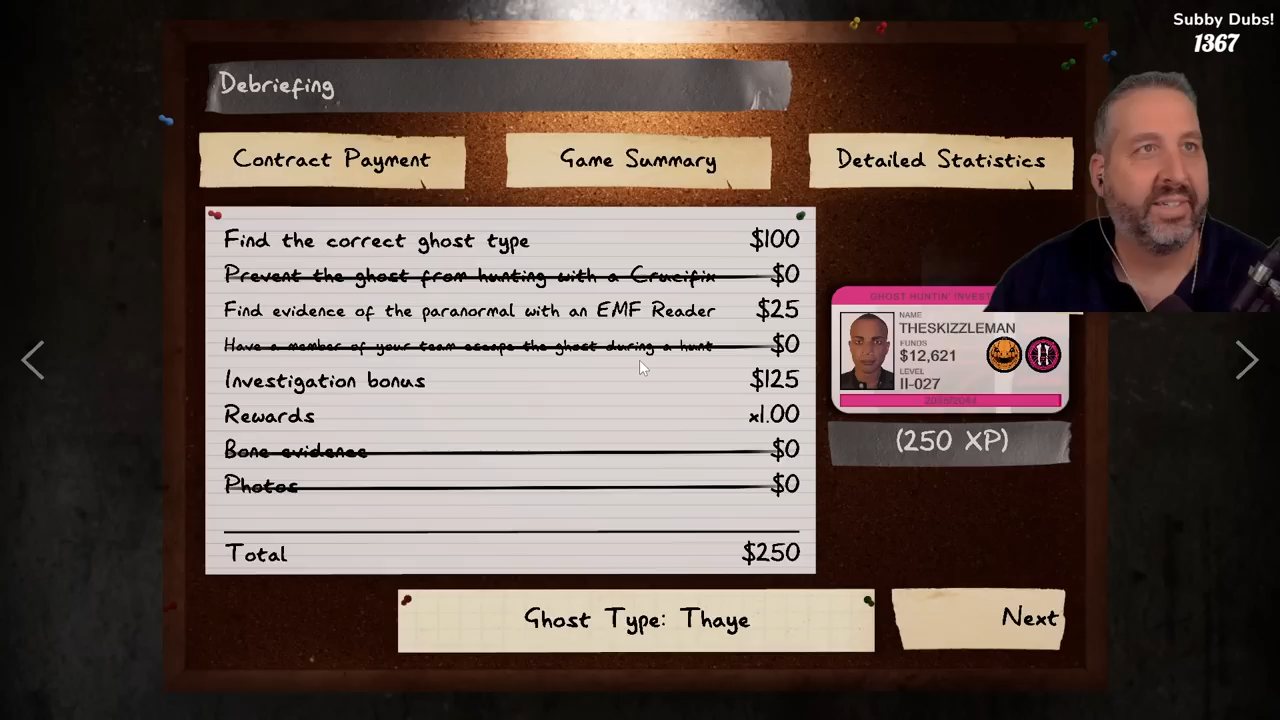 Subby Dubs!
1367
Debriefing
Contract Payment
Game Summary
Detailed Statistics
Find the correct ghost type $100
Prevent the ghost from hunting with a Crucifix $0
Find evidence of the paranormal with an EMF Reader $25
Have a member of your team escape the ghost during a hunt $0
Investigation bonus $125
Rewards x1.00
Bone evidence $0
Photos $0
Total $250
GHOST HUNTIN' INVEST
NAME
THESKIZZLEMAN
FUNDS
$12,621
LEVEL
II-027
(250 XP)
Ghost Type: Thaye
Next